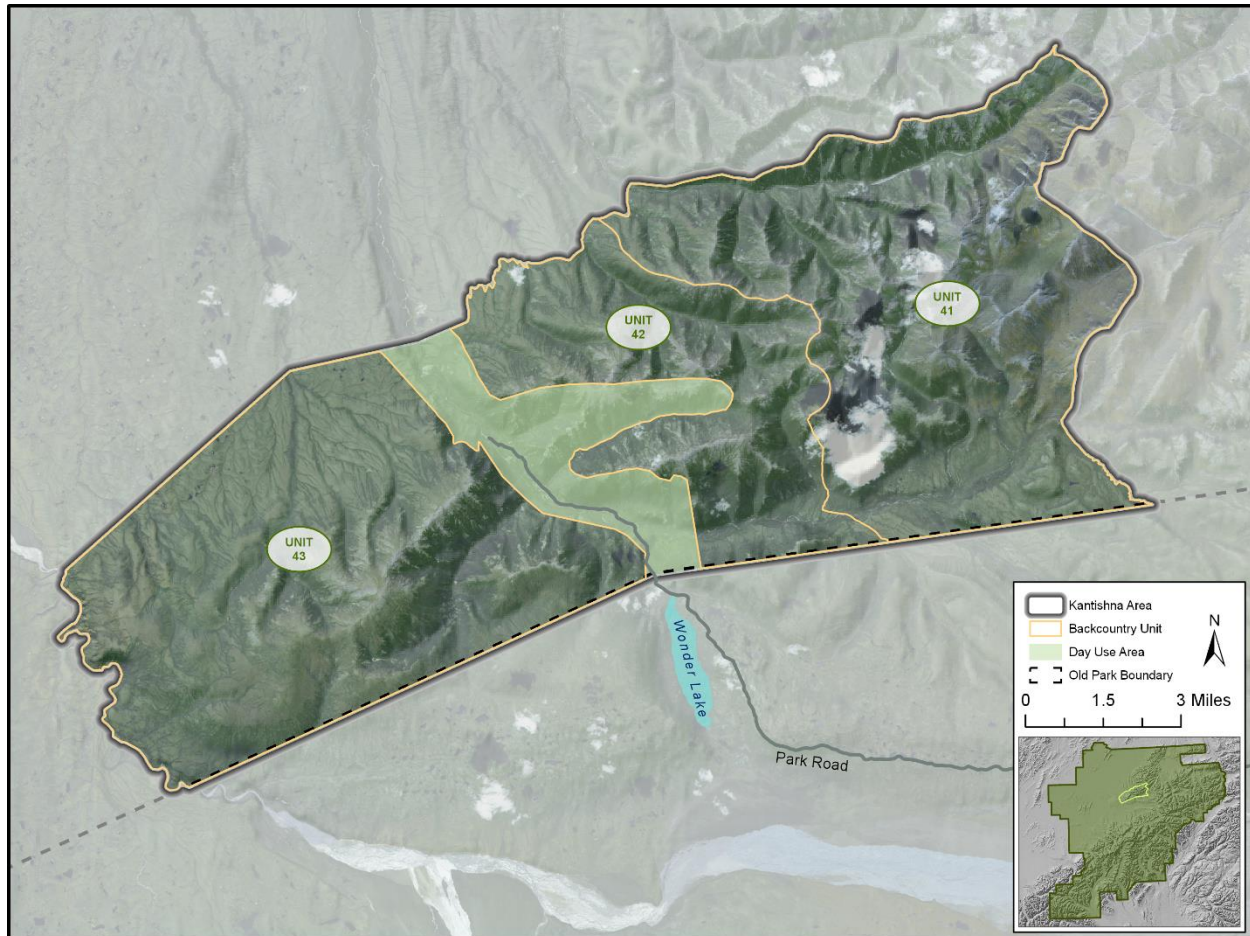 UNIT
41
UNIT
42
UNIT
43
Wonder Lake
Park Road
Kantishna Area
Backcountry Unit
Day Use Area
Old Park Boundary
N
0 1.5 3 Miles